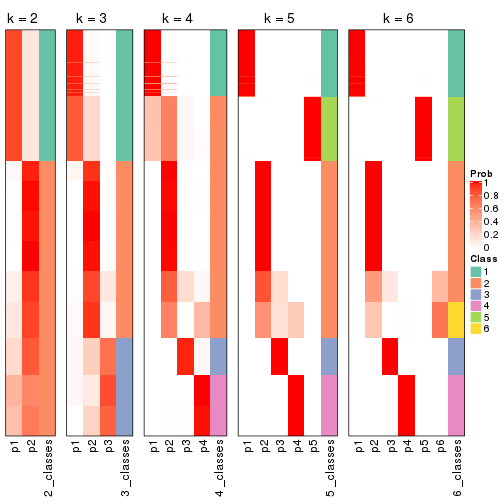 k = 2
k = 3
k = 4
k = 5
k = 6
Prob
1
0.8
0.6
0.4
0.2
0
Class
1
2
3
4
5
6
p1
p2
2_classes
p1
p2
p3
3_classes
p1
p2
p3
p4
4_classes
p1
p2
p3
p4
p5
5_classes
p1
p2
p3
p4
p5
p6
6_classes